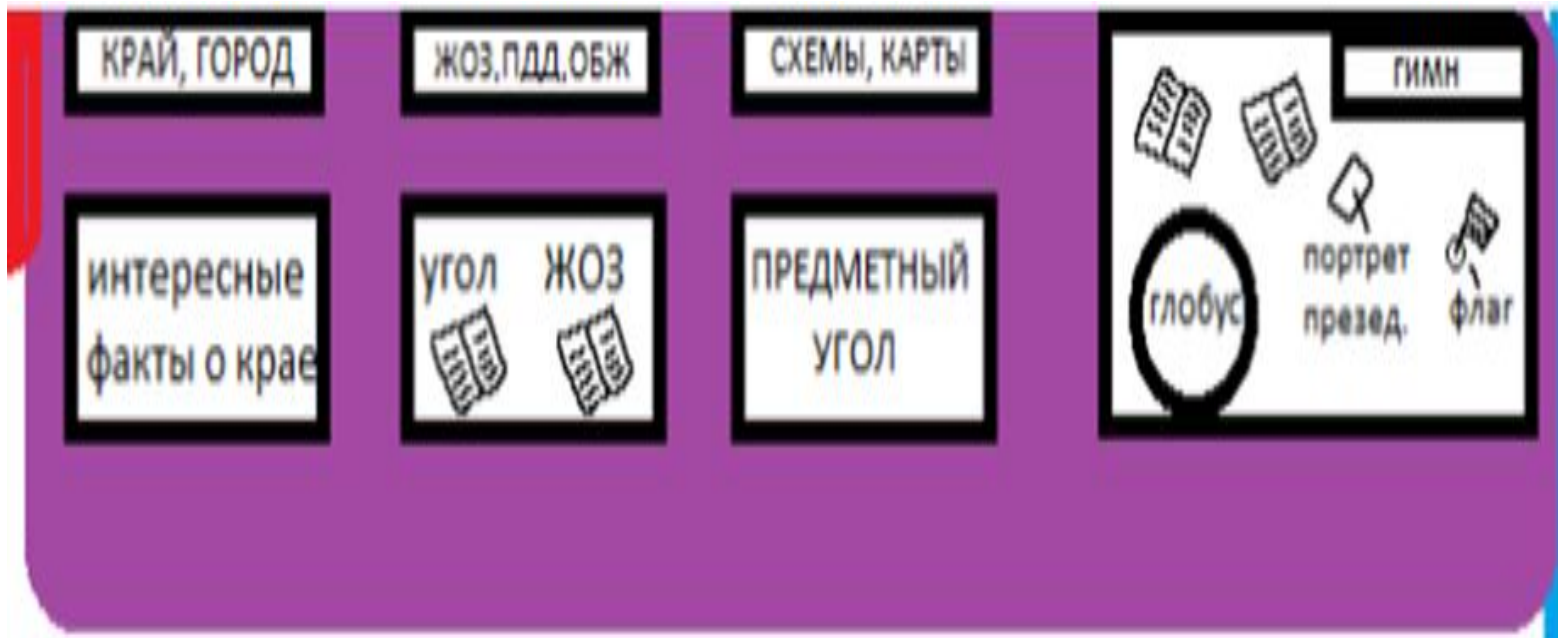 КРАЙ, ГОРОД
ЖОЗ,ПДД,ОБЖ
СХЕМЫ, КАРТЫ
ГИМН
интересные
факты о крае
угол ЖОЗ
ПРЕДМЕТНЫЙ
УГОЛ
глобус
портрет
презед.
флаг